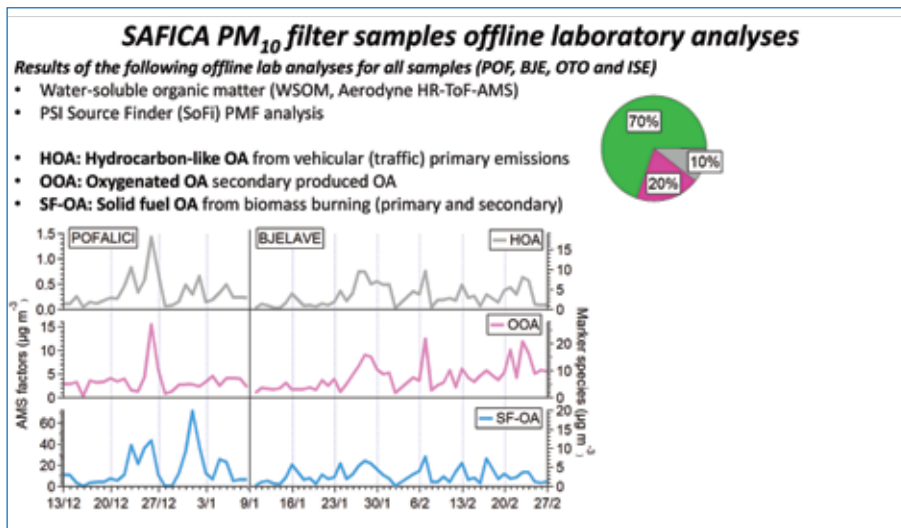 SAFICA PM10 filter samples offline laboratory analyses
Results of the following offline lab analyses for all samples (POF, BJE, OTO and ISE)
• Water-soluble organic matter (WSOM, Aerodyne HR-ToF-AMS)
• PSI Source Finder (SoFi) PMF analysis
70%
10%
20%
• HOA: Hydrocarbon-like OA from vehicular (traffic) primary emissions
• OOA: Oxygenated OA secondary produced OA
• SF-OA: Solid fuel OA from biomass burning (primary and secondary)
POFALICI
BJELAVE
HOA
1.5
1.0
0.5
0.0
15
10
5
0
OOA
15
10
5
0
20
10
0
SF-OA
60
40
20
0
20
15
10
5
0
AMS factors (µg m-3)
Marker species (µg m-3)
13/12 20/12 27/12 3/1 9/1 16/1 23/1 30/1 6/2 13/2 20/2 27/2